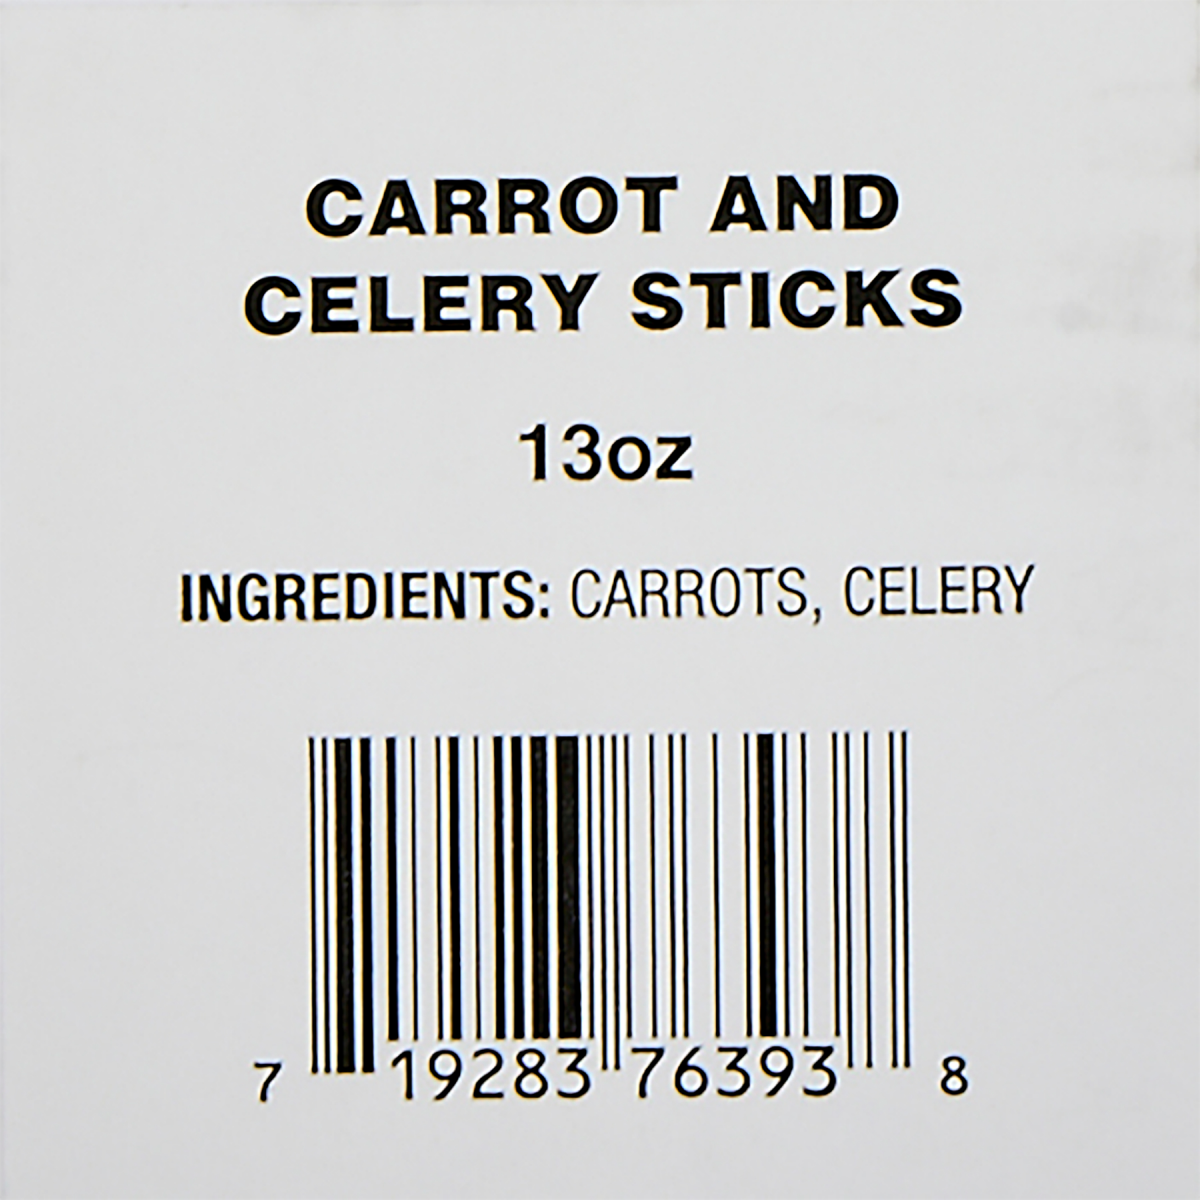 CARROT AND
CELERY STICKS
13oz
INGREDIENTS: CARROTS, CELERY
7 19283 76393 8